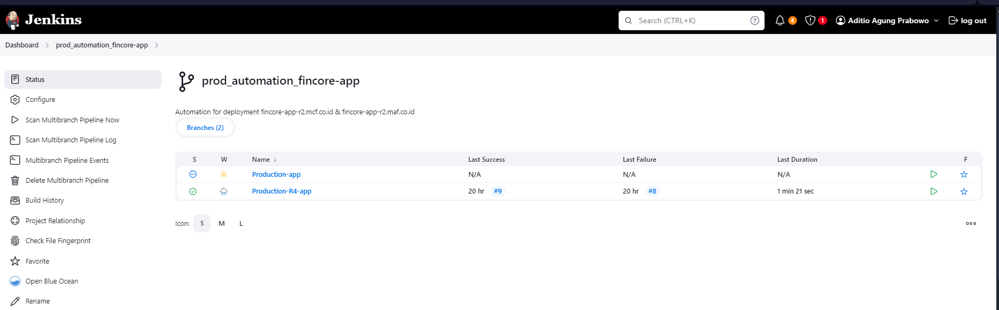 Jenkins
Search (CTRL+K)
4
1
Aditio Agung Prabowo
log out
Dashboard
prod_automation_fincore-app
Status
Configure
Scan Multibranch Pipeline Now
Scan Multibranch Pipeline Log
Multibranch Pipeline Events
Delete Multibranch Pipeline
Build History
Project Relationship
Check File Fingerprint
Favorite
Open Blue Ocean
Rename
prod_automation_fincore-app
Automation for deployment fincore-app-r2.mcf.co.id & fincore-app-r2.maf.co.id
Branches (2)
S W Name ↓ Last Success Last Failure Last Duration F
Production-app N/A N/A N/A
Production-R4-app 20 hr #9 20 hr #8 1 min 21 sec
Icon: S M L